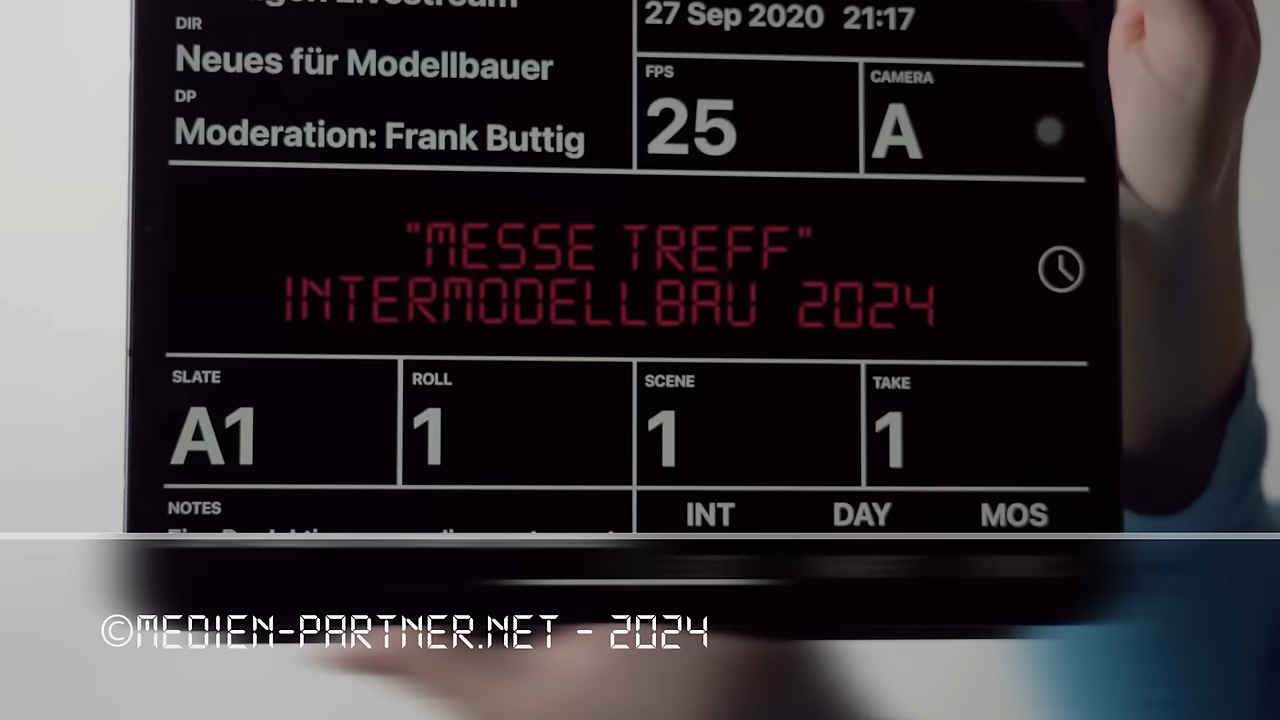 Livestream
27 Sep 2020 21:17
DIR
Neues für Modellbauer
DP
Moderation: Frank Buttig
FPS
25
CAMERA
A
"MESSE TREFF"
INTERMODELLBAU 2024
SLATE
A1
ROLL
1
SCENE
1
TAKE
1
NOTES
INT DAY MOS
©MEDIEN-PARTNER.NET - 2024